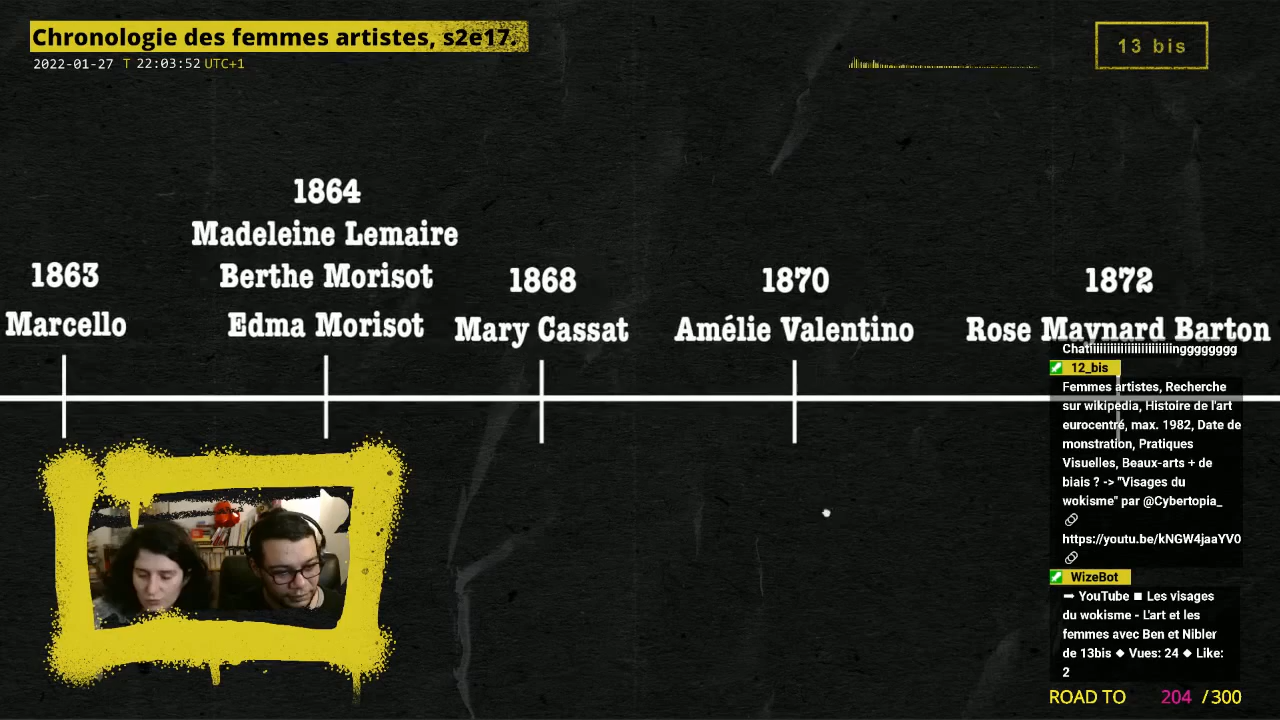 Chronologie des femmes artistes, s2e17.
2022-01-27 T 22:03:52 UTC+1
13 bis
1863
Marcello
1864
Madeleine Lemaire
Berthe Morisot
Edma Morisot
1868
Mary Cassat
1870
Amélie Valentino
1872
Rose Maynard Barton
12_bis
Femmes artistes, Recherche
sur wikipédia, Histoire de l'art
eurocentré, max. 1982, Date de
monstration, Pratiques
Visuelles, Beaux-arts + de
biais ? -> "Visages du
wokisme" par @Cybertopia_
https://youtu.be/kNGW4jaaYV0
WizeBot
➡ YouTube ■ Les visages
du wokisme - L'art et les
femmes avec Ben et Nibler
de 13bis ◆ Vues: 24 ◆ Like:
2
ROAD TO 204 / 300